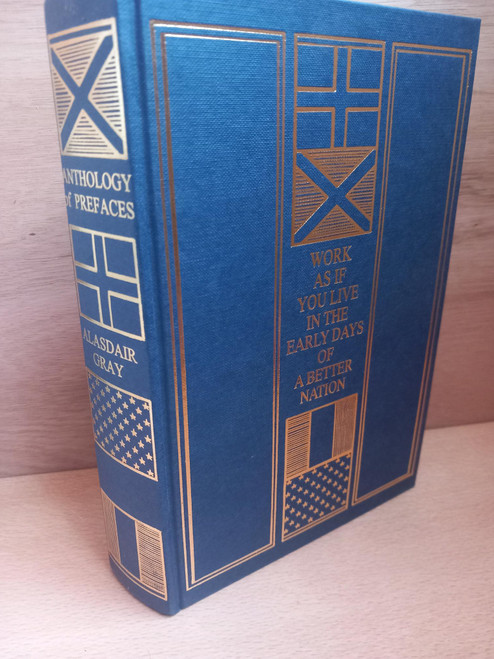 ANTHOLOGY
of PREFACES
ALASDAIR
GRAY
WORK
AS IF
YOU LIVE
IN THE
EARLY DAYS
OF
A BETTER
NATION